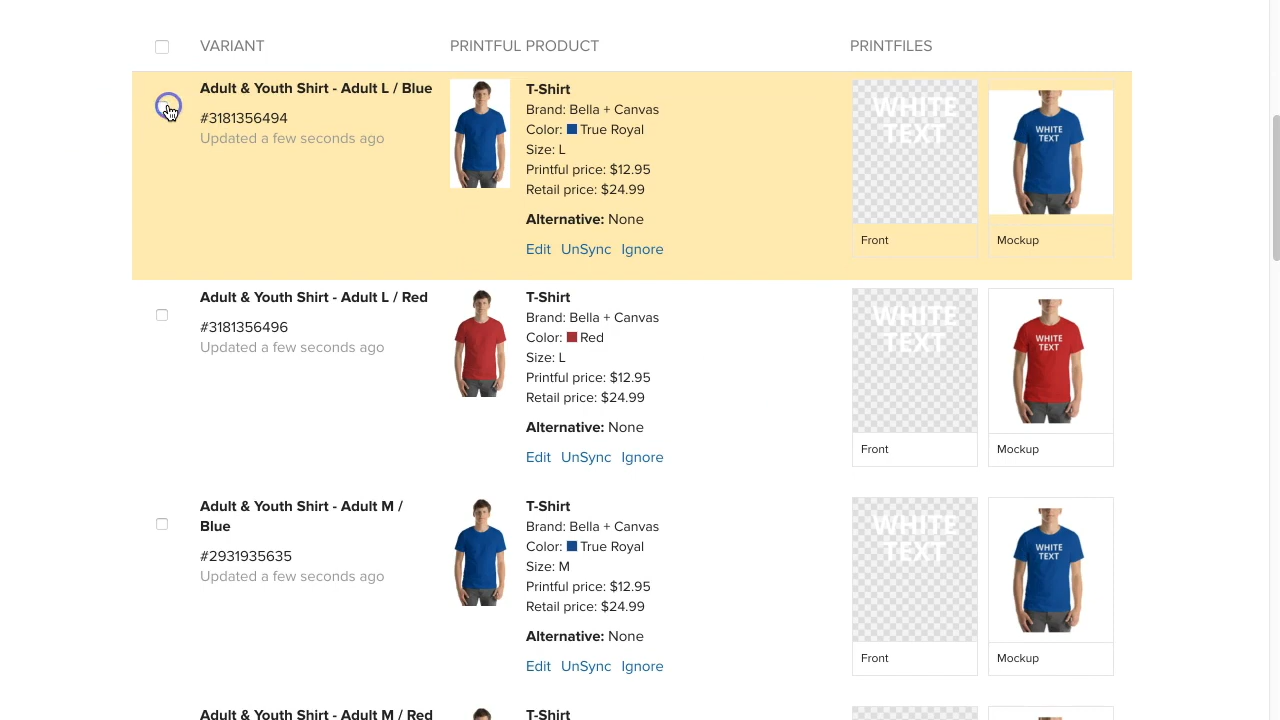 VARIANT PRINTFUL PRODUCT PRINTFILES
Adult & Youth Shirt - Adult L / Blue
#3181356494
Updated a few seconds ago
T-Shirt
Brand: Bella + Canvas
Color: True Royal
Size: L
Printful price: $12.95
Retail price: $24.99
Alternative: None
Edit UnSync Ignore
WHITE
TEXT
Front
WHITE
TEXT
Mockup
Adult & Youth Shirt - Adult L / Red
#3181356496
Updated a few seconds ago
T-Shirt
Brand: Bella + Canvas
Color: Red
Size: L
Printful price: $12.95
Retail price: $24.99
Alternative: None
Edit UnSync Ignore
WHITE
TEXT
Front
WHITE
TEXT
Mockup
Adult & Youth Shirt - Adult M /
Blue
#2931935635
Updated a few seconds ago
T-Shirt
Brand: Bella + Canvas
Color: True Royal
Size: M
Printful price: $12.95
Retail price: $24.99
Alternative: None
Edit UnSync Ignore
WHITE
TEXT
Front
WHITE
TEXT
Mockup
Adult & Youth Shirt - Adult M / Red
T-Shirt